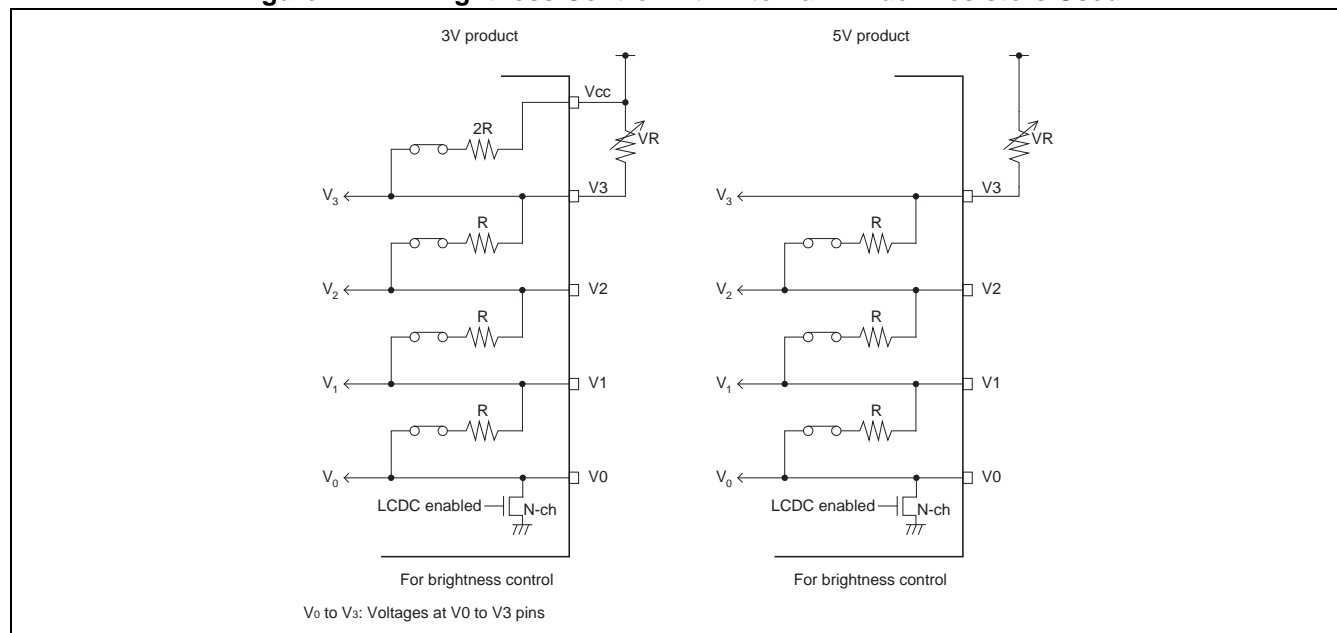 3V product
5V product
Vcc
2R
VR
VR
V3
V3
V3
V3
R
R
V2
V2
V2
V2
R
R
V1
V1
V1
V1
R
R
V0
V0
V0
V0
LCDC enabled
N-ch
LCDC enabled
N-ch
For brightness control
For brightness control
V0 to V3: Voltages at V0 to V3 pins